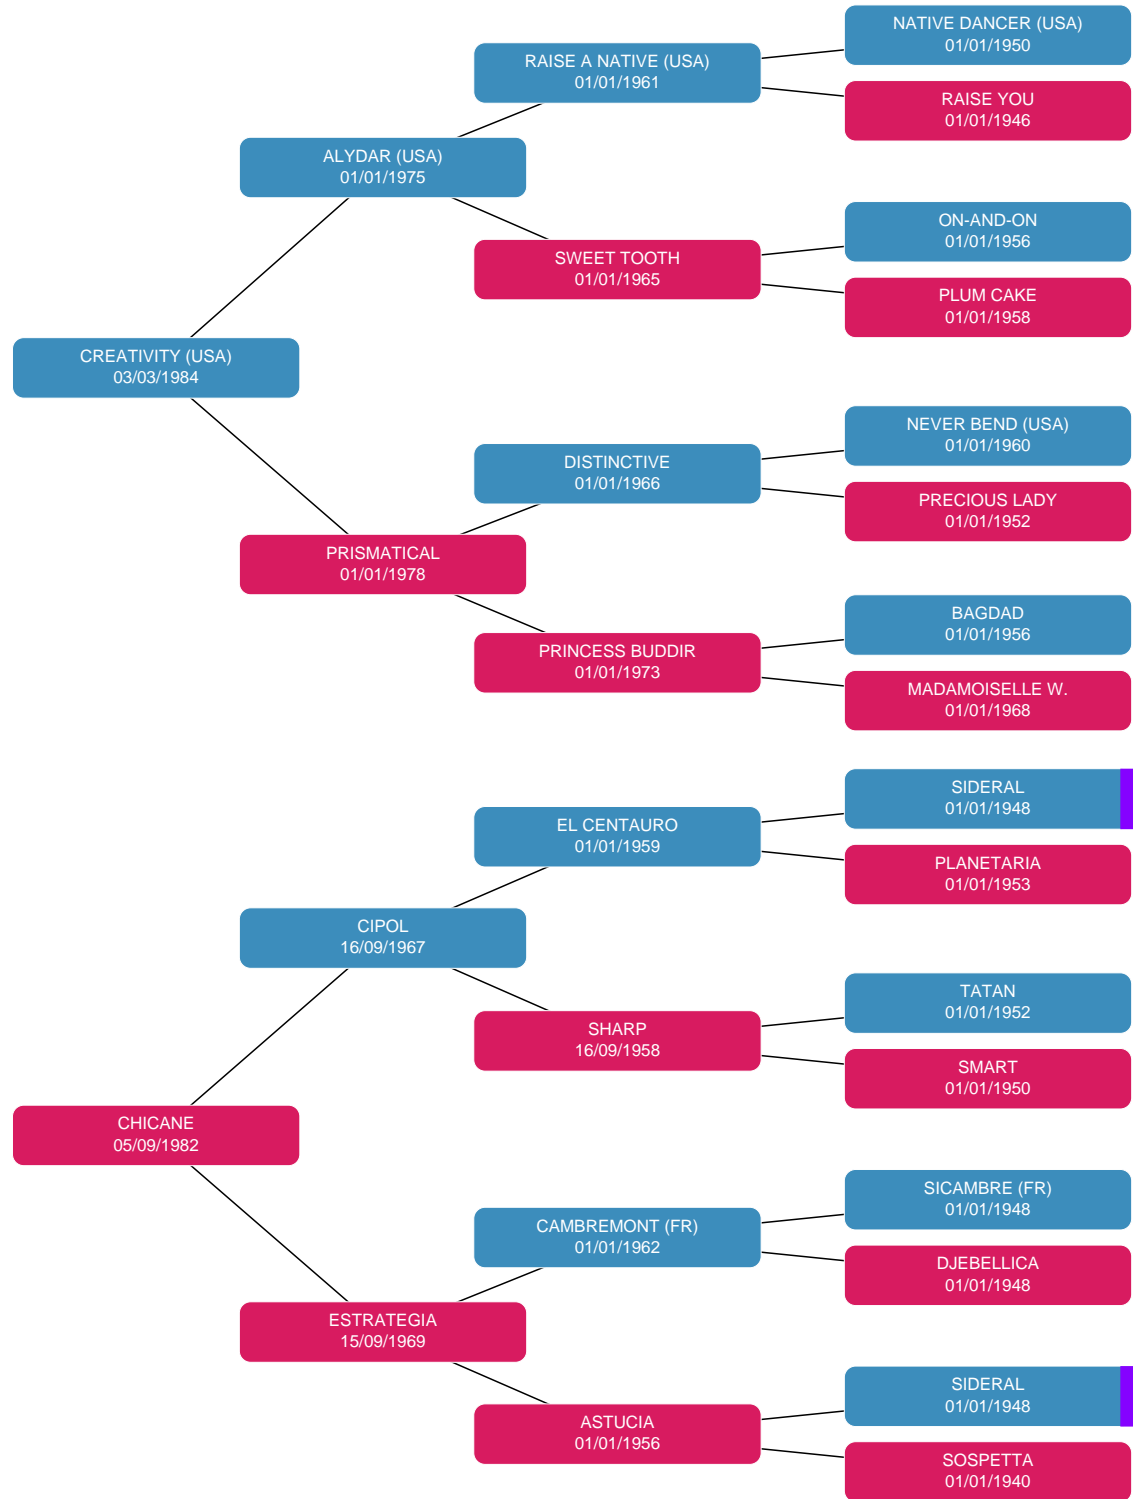 NATIVE DANCER (USA)
01/01/1950
RAISE A NATIVE (USA)
01/01/1961
RAISE YOU
01/01/1946
ALYDAR (USA)
01/01/1975
ON-AND-ON
01/01/1956
SWEET TOOTH
01/01/1965
PLUM CAKE
01/01/1958
CREATIVITY (USA)
03/03/1984
NEVER BEND (USA)
01/01/1960
DISTINCTIVE
01/01/1966
PRECIOUS LADY
01/01/1952
PRISMATICAL
01/01/1978
BAGDAD
01/01/1956
PRINCESS BUDDIR
01/01/1973
MADAMOISELLE W.
01/01/1968
SIDERAL
01/01/1948
EL CENTAURO
01/01/1959
PLANETARIA
01/01/1953
CIPOL
16/09/1967
TATAN
01/01/1952
SHARP
16/09/1958
SMART
01/01/1950
CHICANE
05/09/1982
SICAMBRE (FR)
01/01/1948
CAMBREMONT (FR)
01/01/1962
DJEBELLICA
01/01/1948
ESTRATEGIA
15/09/1969
SIDERAL
01/01/1948
ASTUCIA
01/01/1956
SOSPETTA
01/01/1940